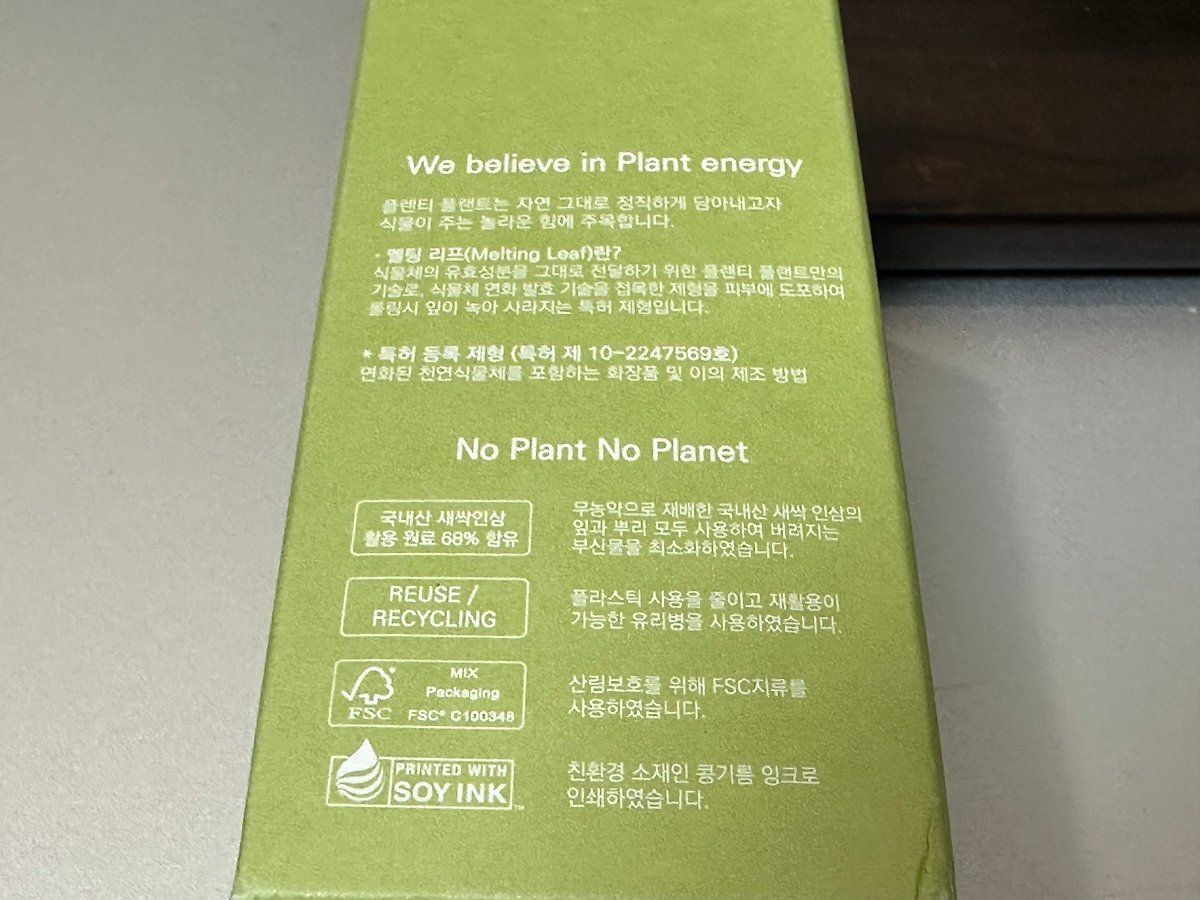 We believe in Plant energy
플렌티 플랜트는 자연 그대로 정직하게 담아내고자
식물이 주는 놀라운 힘에 주목합니다.
· 멜팅 리프(Melting Leaf)란?
식물체의 유효성분을 그대로 전달하기 위한 플렌티 플랜트만의
기술로, 식물체 연화 발효 기술을 접목한 제형을 피부에 도포하여
롤링시 잎이 녹아 사라지는 특허 제형입니다.
* 특허 등록 제형 (특허 제 10-2247569호)
연화된 천연식물체를 포함하는 화장품 및 이의 제조 방법
No Plant No Planet
국내산 새싹인삼
활용 원료 68% 함유
무농약으로 재배한 국내산 새싹 인삼의
잎과 뿌리 모두 사용하여 버려지는
부산물을 최소화하였습니다.
REUSE /
RECYCLING
플라스틱 사용을 줄이고 재활용이
가능한 유리병을 사용하였습니다.
FSC
MIX
Packaging
FSC® C100348
산림보호를 위해 FSC지류를
사용하였습니다.
PRINTED WITH
SOY INK™
친환경 소재인 콩기름 잉크로
인쇄하였습니다.